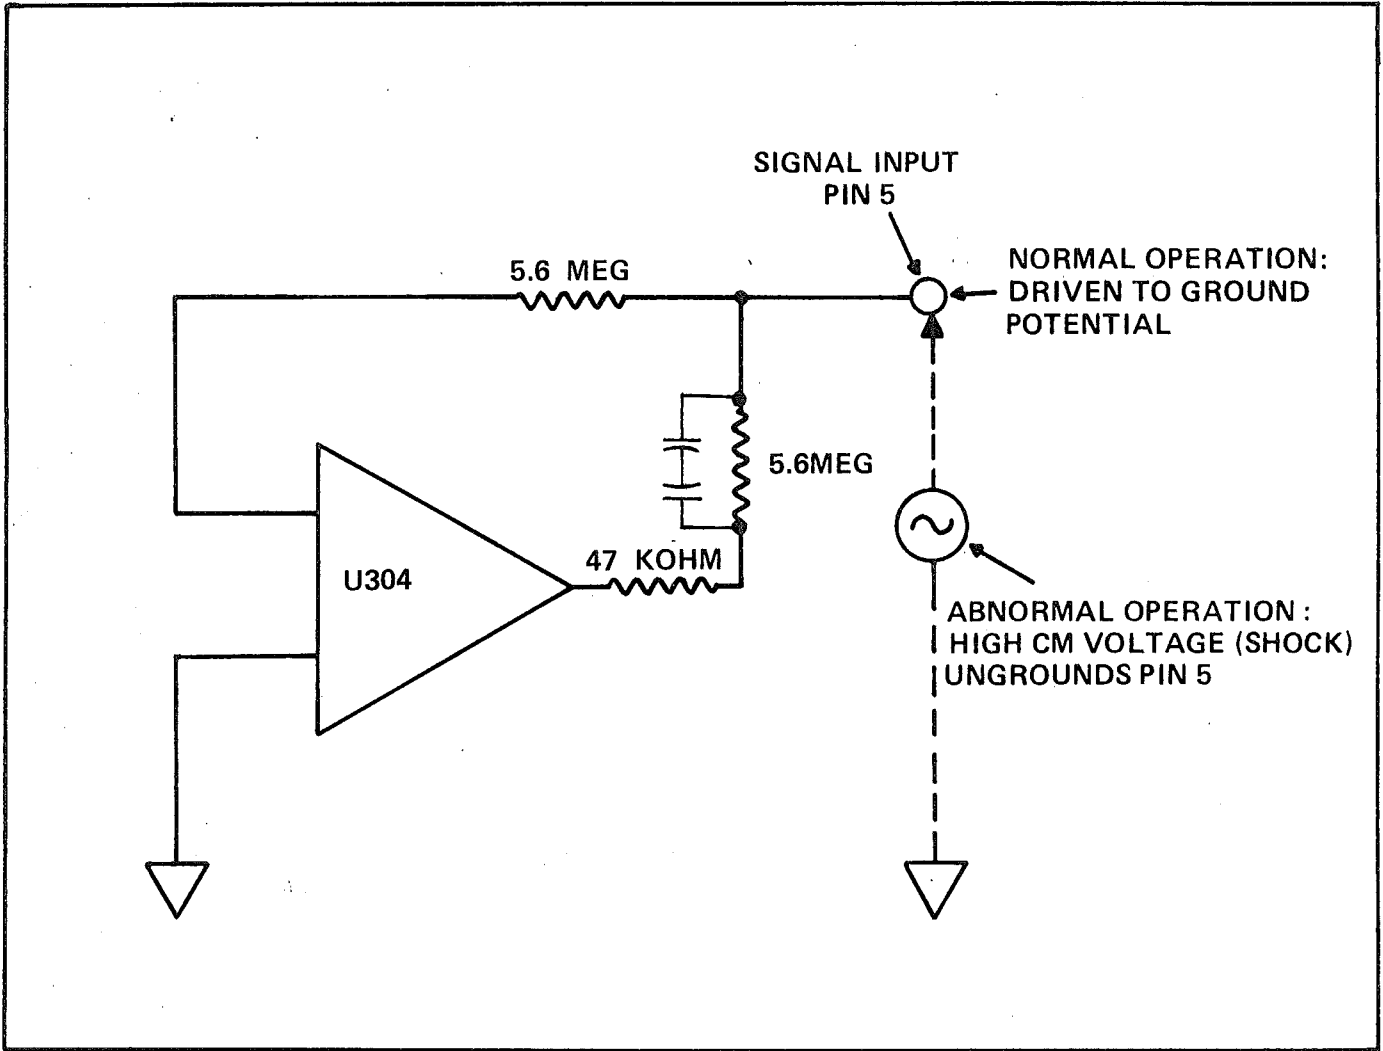 SIGNAL INPUT
PIN 5
5.6 MEG
NORMAL OPERATION:
DRIVEN TO GROUND
POTENTIAL
5.6MEG
47 KOHM
U304
ABNORMAL OPERATION :
HIGH CM VOLTAGE (SHOCK)
UNGROUNDS PIN 5